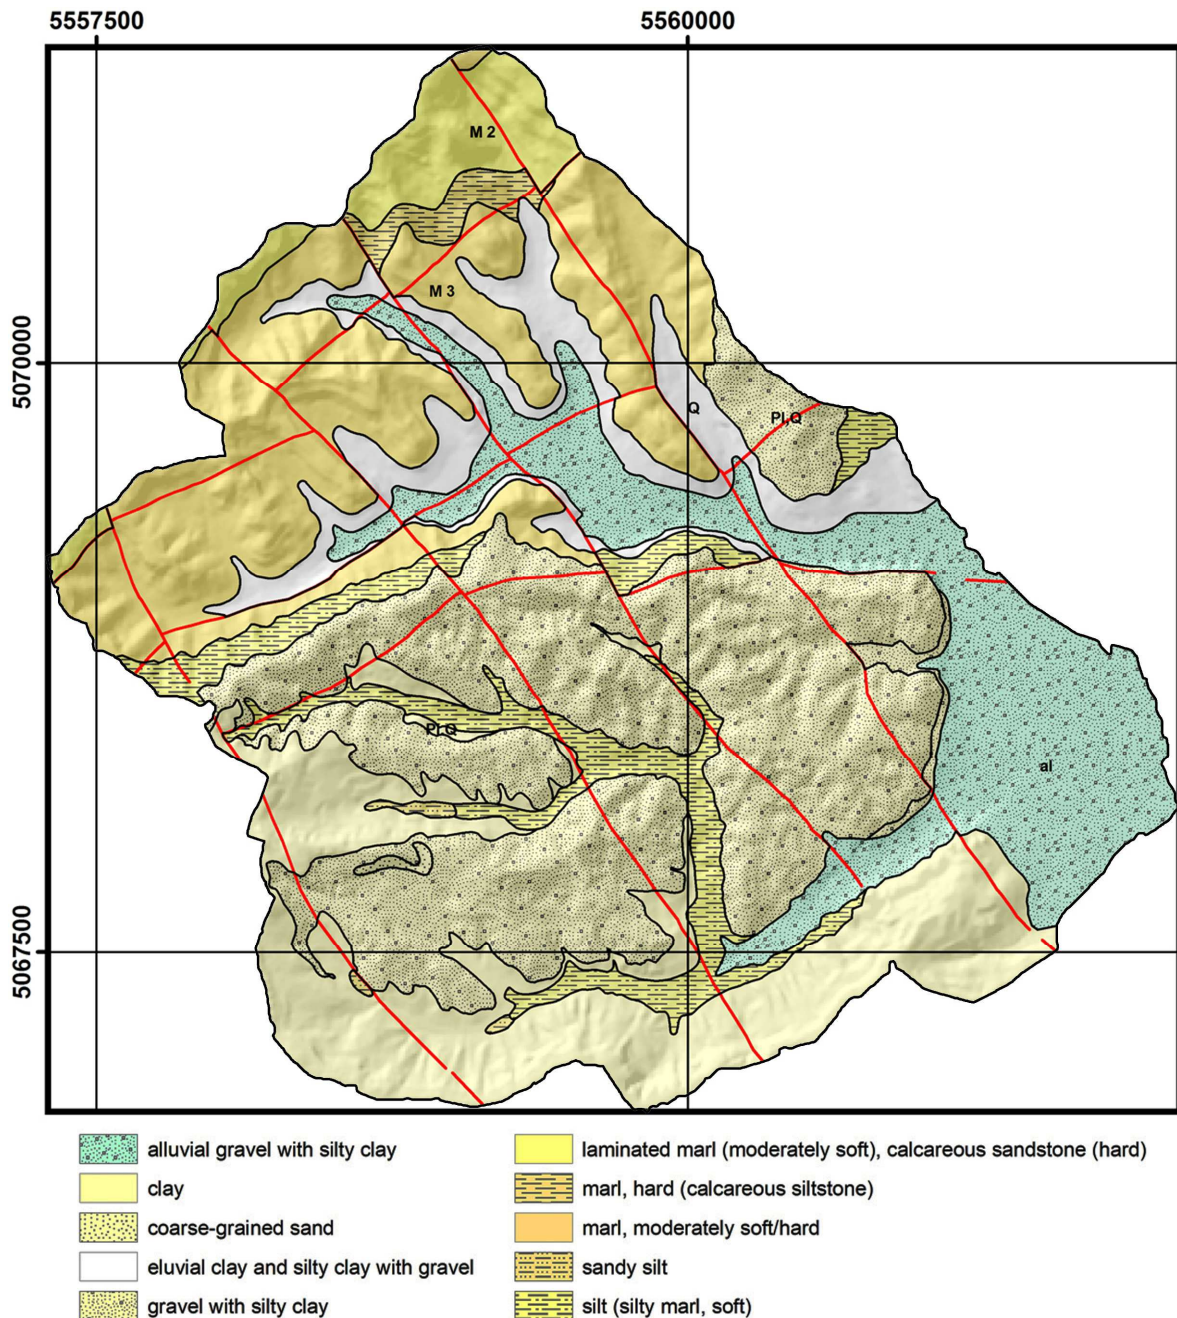 5557500 5560000
M 2
M 3
5070000
Q
Pl,Q
Pl,Q
al
5067500
alluvial gravel with silty clay
clay
coarse-grained sand
eluvial clay and silty clay with gravel
gravel with silty clay
laminated marl (moderately soft), calcareous sandstone (hard)
marl, hard (calcareous siltstone)
marl, moderately soft/hard
sandy silt
silt (silty marl, soft)